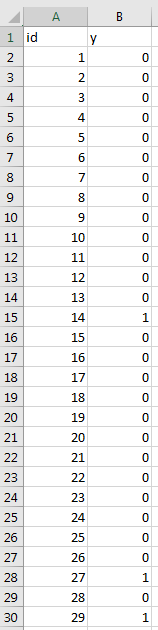 A B
1 id y
2 1 0
3 2 0
4 3 0
5 4 0
6 5 0
7 6 0
8 7 0
9 8 0
10 9 0
11 10 0
12 11 0
13 12 0
14 13 0
15 14 1
16 15 0
17 16 0
18 17 0
19 18 0
20 19 0
21 20 0
22 21 0
23 22 0
24 23 0
25 24 0
26 25 0
27 26 0
28 27 1
29 28 0
30 29 1